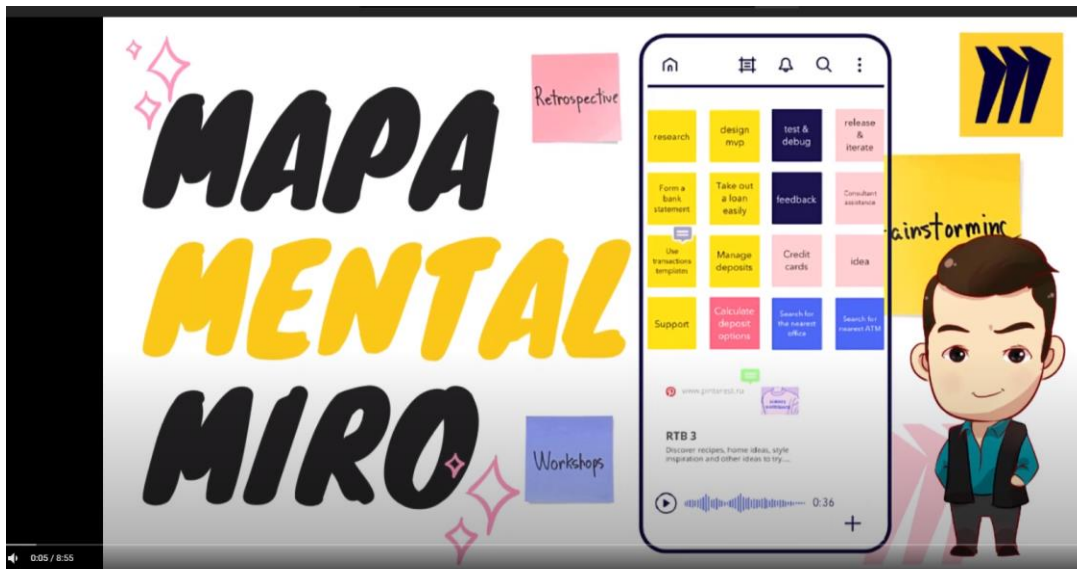 MAPA
MENTAL
MIRO
Retrospective
Workshops
research
design
mvp
test &
debug
release
&
iterate
Form a
bank
statement
Take out
a loan
easily
feedback
Consultant
assistance
Use
transactions
templates
Manage
deposits
Credit
cards
idea
Support
Calculate
deposit
options
Search for
the nearest
office
Search for
nearest ATM
www.pinterest.ru
RTB 3
Discover recipes, home ideas, style
inspiration and other ideas to try....
0:36
ainstorming
0:05 / 8:55